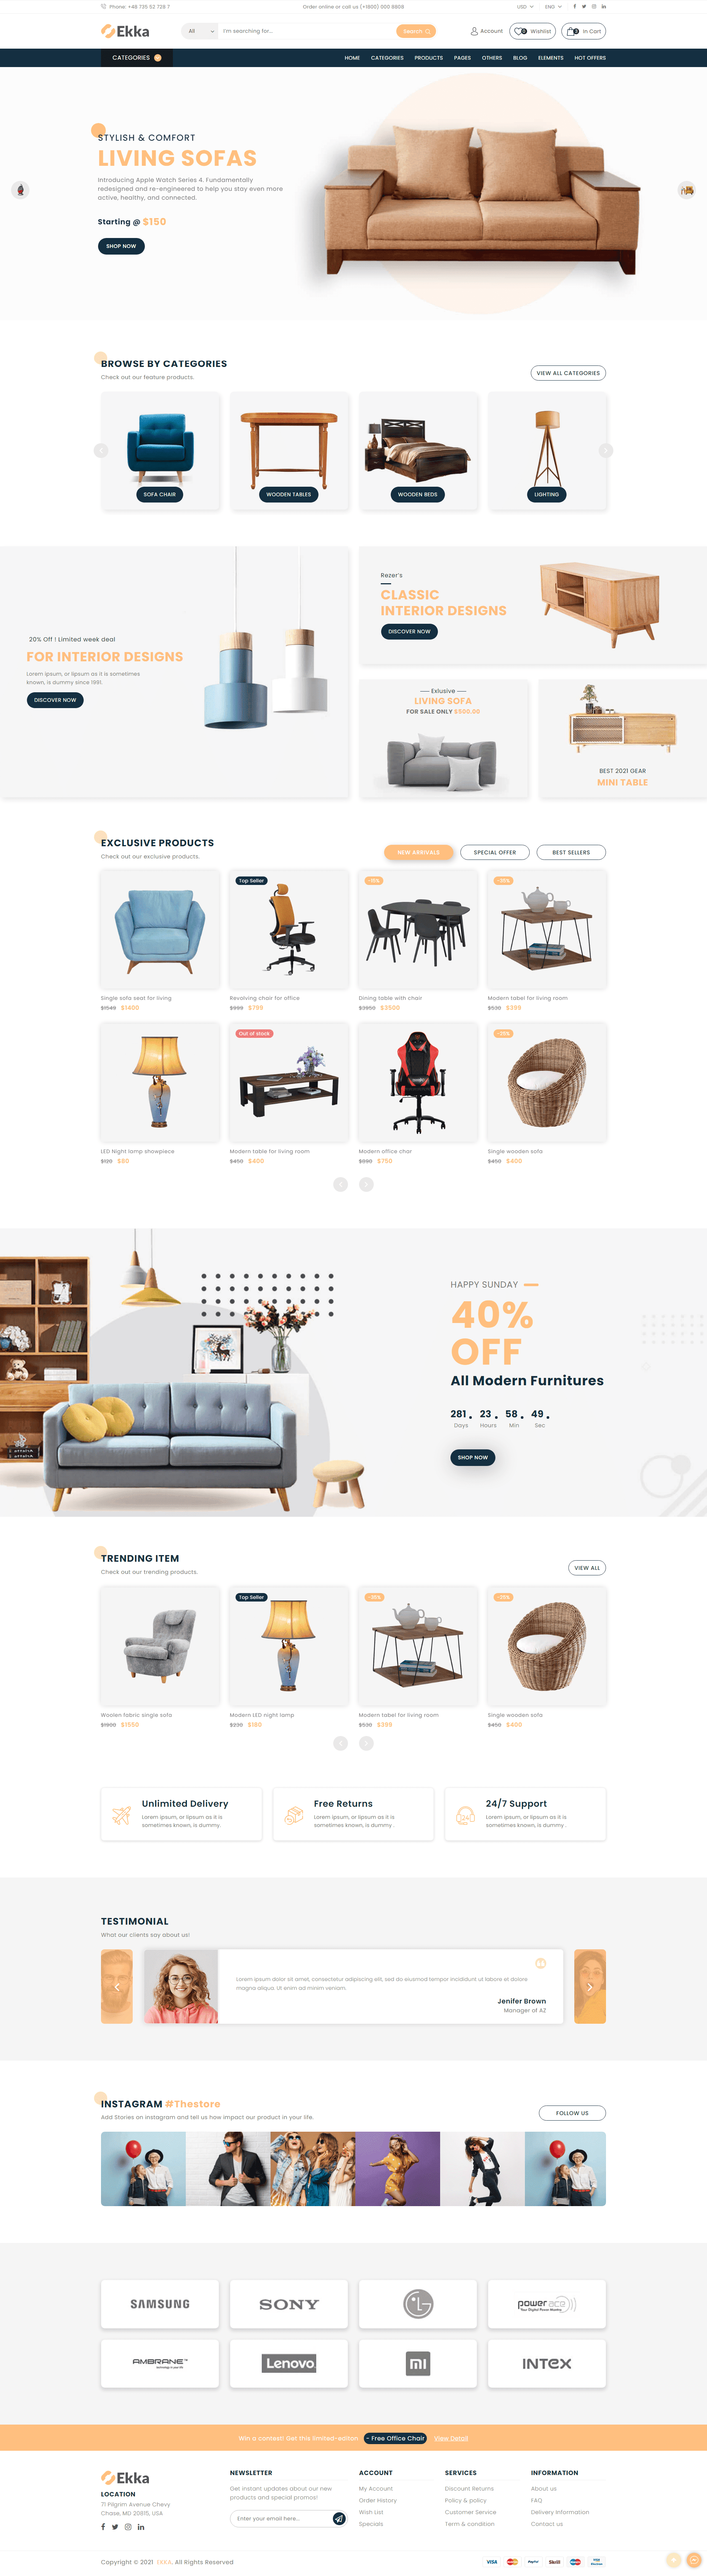 Phone: +48 735 52 728 7
Order online or call us (+1800) 000 8808
USD
ENG
Ekka
All
I'm searching for...
Search
Account
0 Wishlist
3 In Cart
CATEGORIES
HOME
CATEGORIES
PRODUCTS
PAGES
OTHERS
BLOG
ELEMENTS
HOT OFFERS
STYLISH & COMFORT
LIVING SOFAS
Introducing Apple Watch Series 4. Fundamentally
redesigned and re-engineered to help you stay even more
active, healthy, and connected.
Starting @ $150
SHOP NOW
BROWSE BY CATEGORIES
Check out our feature products.
VIEW ALL CATEGORIES
SOFA CHAIR
WOODEN TABLES
WOODEN BEDS
LIGHTING
20% Off ! Limited week deal
FOR INTERIOR DESIGNS
Lorem ipsum, or lipsum as it is sometimes
known, is dummy since 1991.
DISCOVER NOW
Rezer's
CLASSIC
INTERIOR DESIGNS
DISCOVER NOW
Exlusive
LIVING SOFA
FOR SALE ONLY $500.00
BEST 2021 GEAR
MINI TABLE
EXCLUSIVE PRODUCTS
Check out our exclusive products.
NEW ARRIVALS
SPECIAL OFFER
BEST SELLERS
Single sofa seat for living
$1549 $1400
Top Seller
Revolving chair for office
$999 $799
Dining table with chair
$3950 $3500
Modern tabel for living room
$530 $399
LED Night lamp showpiece
$120 $80
Out of stock
Modern table for living room
$450 $400
Modern office char
$890 $750
Single wooden sofa
$450 $400
HAPPY SUNDAY
40%
OFF
All Modern Furnitures
281 23 58 49
Days Hours Min Sec
SHOP NOW
TRENDING ITEM
Check out our trending products.
VIEW ALL
Woolen fabric single sofa
$1900 $1550
Top Seller
Modern LED night lamp
$230 $180
Modern tabel for living room
$530 $399
Single wooden sofa
$450 $400
Unlimited Delivery
Lorem ipsum, or lipsum as it is
sometimes known, is dummy.
Free Returns
Lorem ipsum, or lipsum as it is
sometimes known, is dummy .
24/7 Support
Lorem ipsum, or lipsum as it is
sometimes known, is dummy
TESTIMONIAL
What our clients say about us!
Lorem ipsum dolor sit amet, consectetur adipiscing elit, sed do eiusmod tempor incididunt ut labore et dolore
magna aliqua. Ut enim ad minim veniam.
Jenifer Brown
Manager of AZ
INSTAGRAM #Thestore
Add Stories on Instagram and tell us how impact our product in your life.
FOLLOW US
SAMSUNG
SONY
LG
power ace
Your Digital Power Money
AMBRANE
technology in your life
Lenovo
mi
INTEX
Win a contest! Get this limited-editon
- Free Office Chair
View Detail
Ekka
LOCATION
71 Pilgrim Avenue Chevy
Chase, MD 20815, USA
NEWSLETTER
Get instant updates about our new
products and special promos!
Enter your email here...
ACCOUNT
My Account
Order History
Wish List
Specials
SERVICES
Discount Returns
Policy & policy
Customer Service
Term & condition
INFORMATION
About us
FAQ
Delivery Information
Contact us
Copyright © 2021 EKKA. All Rights Reserved
VISA
PayPal
Skrill